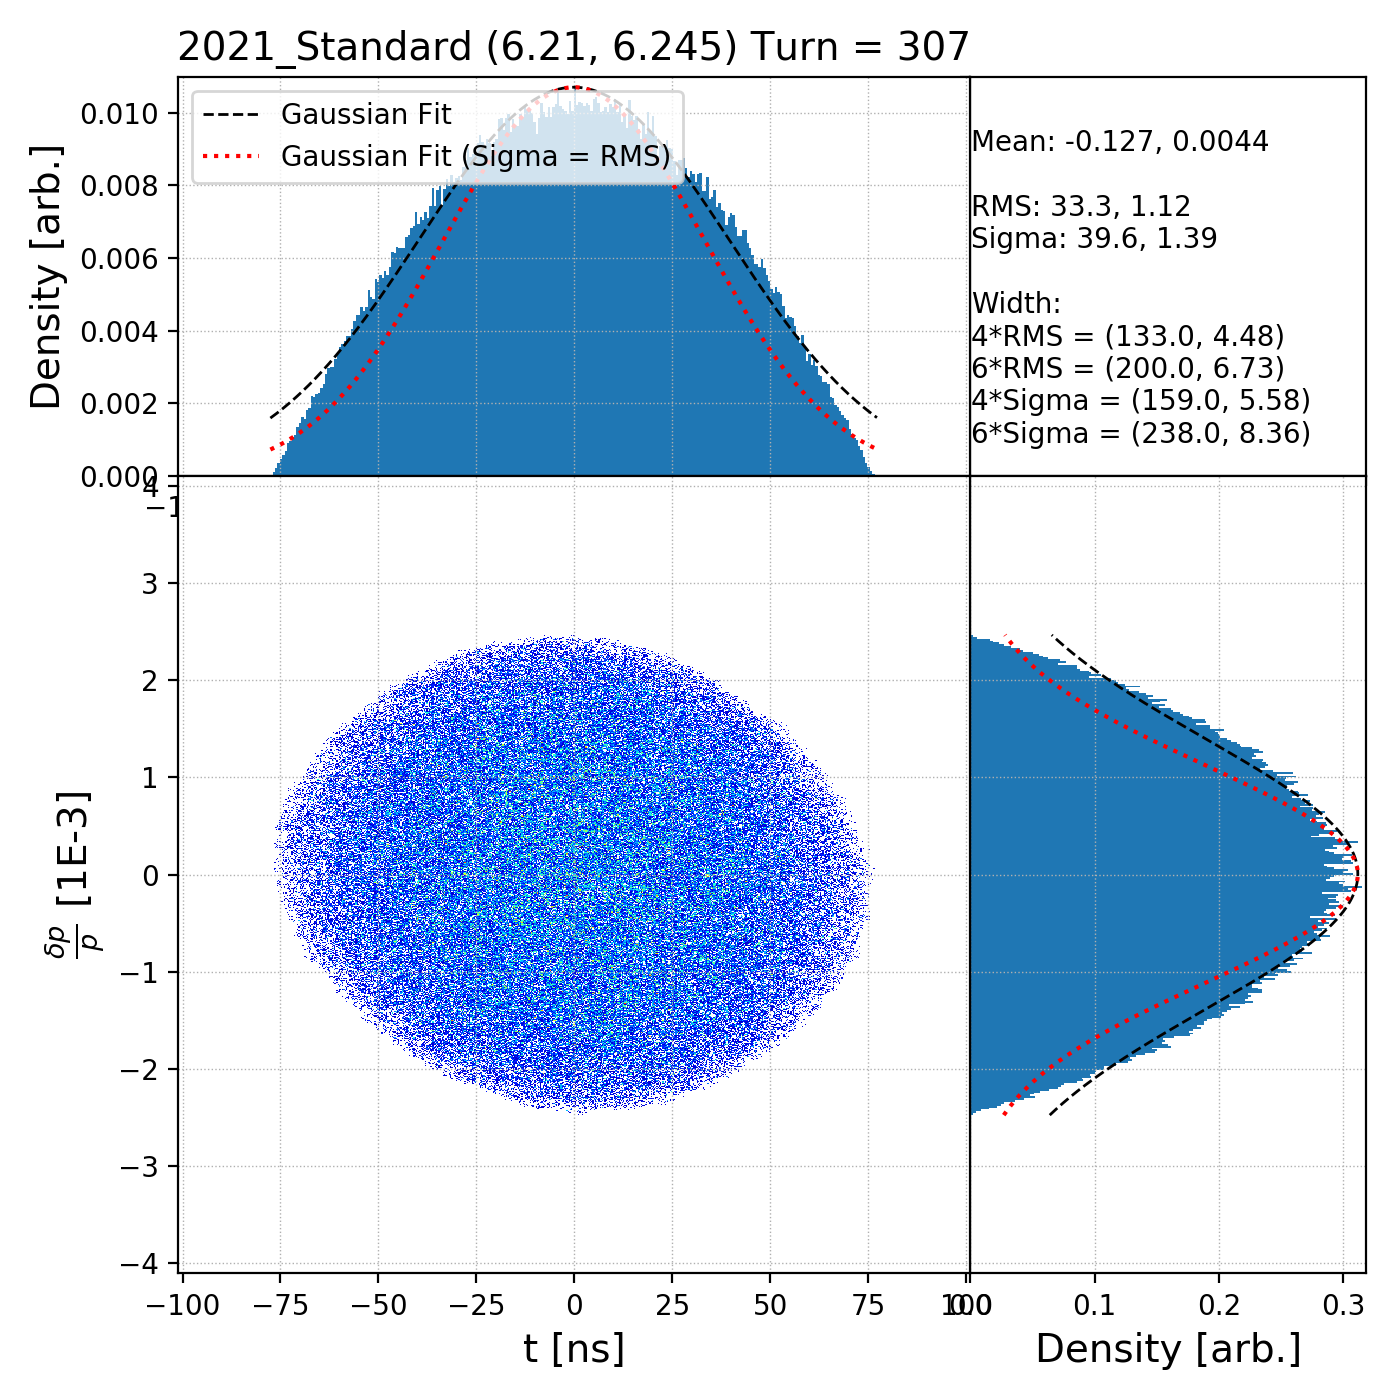 2021_Standard (6.21, 6.245) Turn = 307
Density [arb.]
0.010
0.008
0.006
0.004
0.002
0.000
Gaussian Fit
Gaussian Fit (Sigma = RMS)
Mean: -0.127, 0.0044
RMS: 33.3, 1.12
Sigma: 39.6, 1.39
Width:
4*RMS = (133.0, 4.48)
6*RMS = (200.0, 6.73)
4*Sigma = (159.0, 5.58)
6*Sigma = (238.0, 8.36)
δp/p [1E-3]
4
−1
3
2
1
0
−1
−2
−3
−4
−100 −75 −50 −25 0 25 50 75 100
t [ns]
0.1 0.2 0.3
Density [arb.]